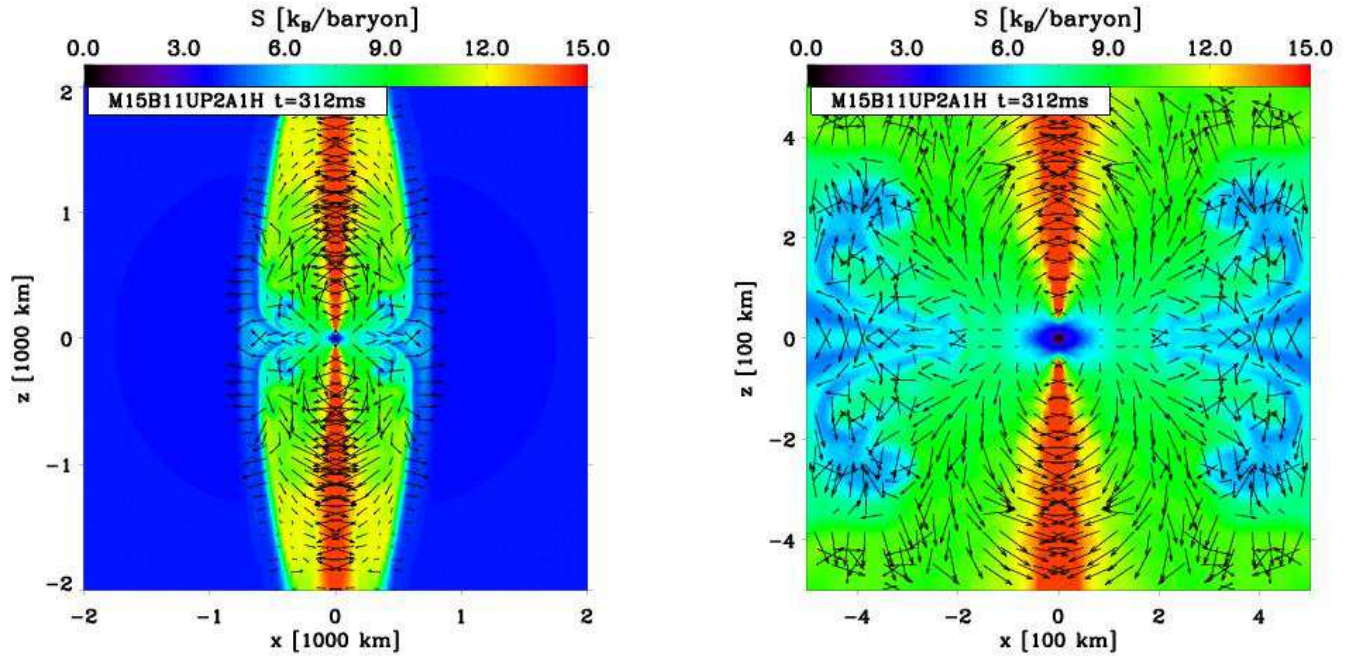 S [k_B/baryon]
0.0 3.0 6.0 9.0 12.0 15.0
M15B11UP2A1H t=312ms
2
1
0
-1
-2
z [1000 km]
-2 -1 0 1 2
x [1000 km]
S [k_B/baryon]
0.0 3.0 6.0 9.0 12.0 15.0
M15B11UP2A1H t=312ms
4
2
0
-2
-4
z [100 km]
-4 -2 0 2 4
x [100 km]